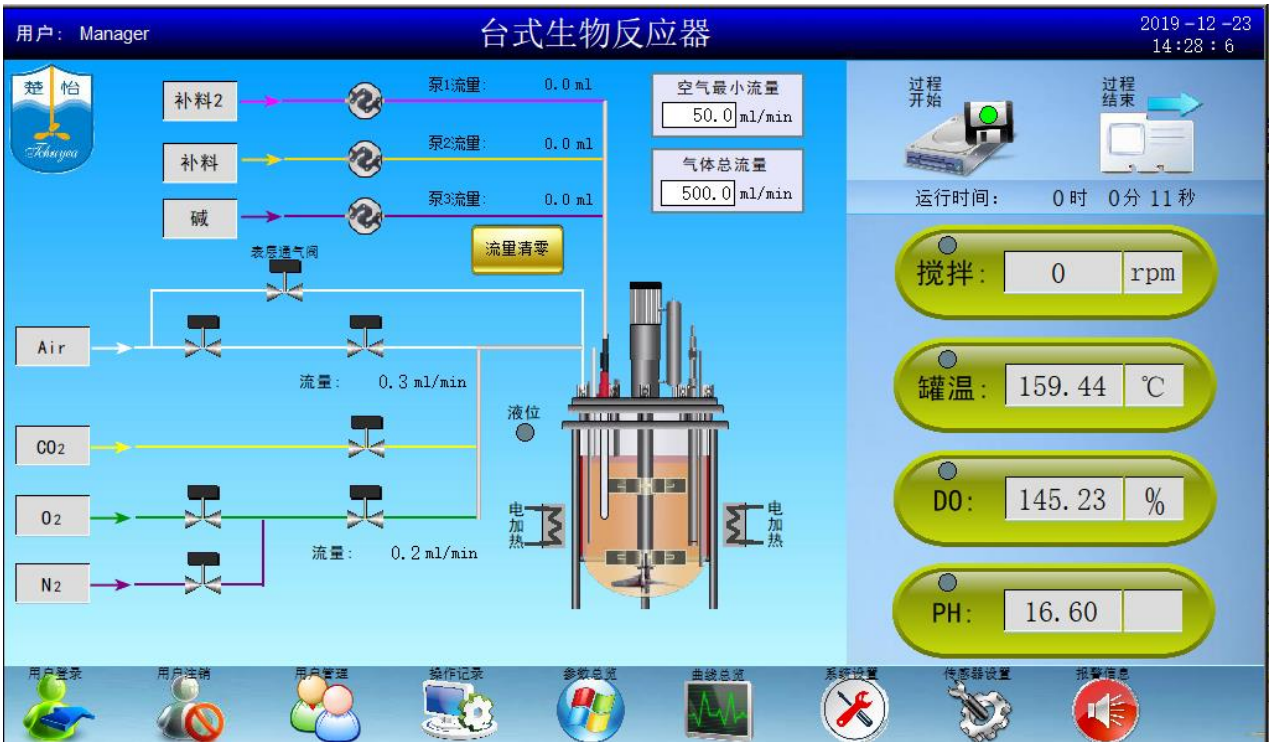 用户: Manager
台式生物反应器
2019-12-23
14:28:6
楚怡
Tchuyea
补料2
泵1流量: 0.0 ml
补料
泵2流量: 0.0 ml
碱
泵3流量: 0.0 ml
空气最小流量
50.0 ml/min
气体总流量
500.0 ml/min
流量清零
表层通气阀
Air
流量: 0.3 ml/min
CO2
液位
O2
流量: 0.2 ml/min
N2
电加热
电加热
过程
开始
过程
结束
运行时间: 0时 0分 11秒
搅拌: 0 rpm
罐温: 159.44 ℃
DO: 145.23 %
PH: 16.60
用户登录
用户注销
用户管理
操作记录
参数总览
曲线总览
系统设置
传感器设置
报警信息